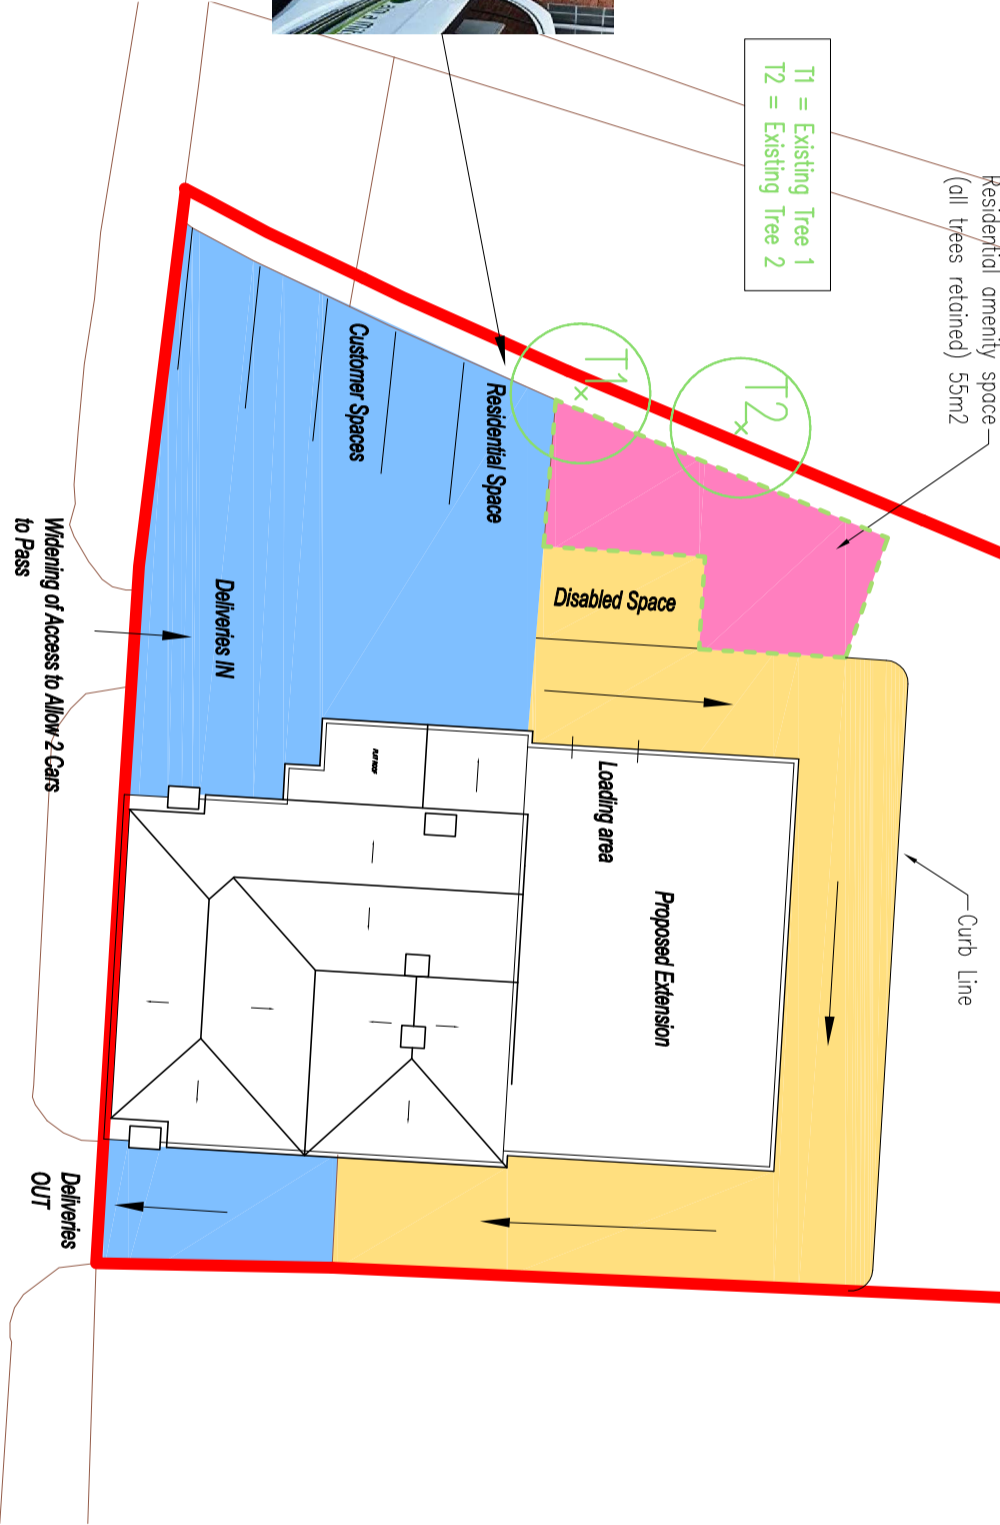 Residential amenity space
(all trees retained) 55m2
T1 = Existing Tree 1
T2 = Existing Tree 2
T2
T1
Residential Space
Customer Spaces
Disabled Space
Deliveries IN
Widening of Access to Allow 2 Cars
to Pass
FLAT ROOF
Loading area
Proposed Extension
Curb Line
Deliveries
OUT